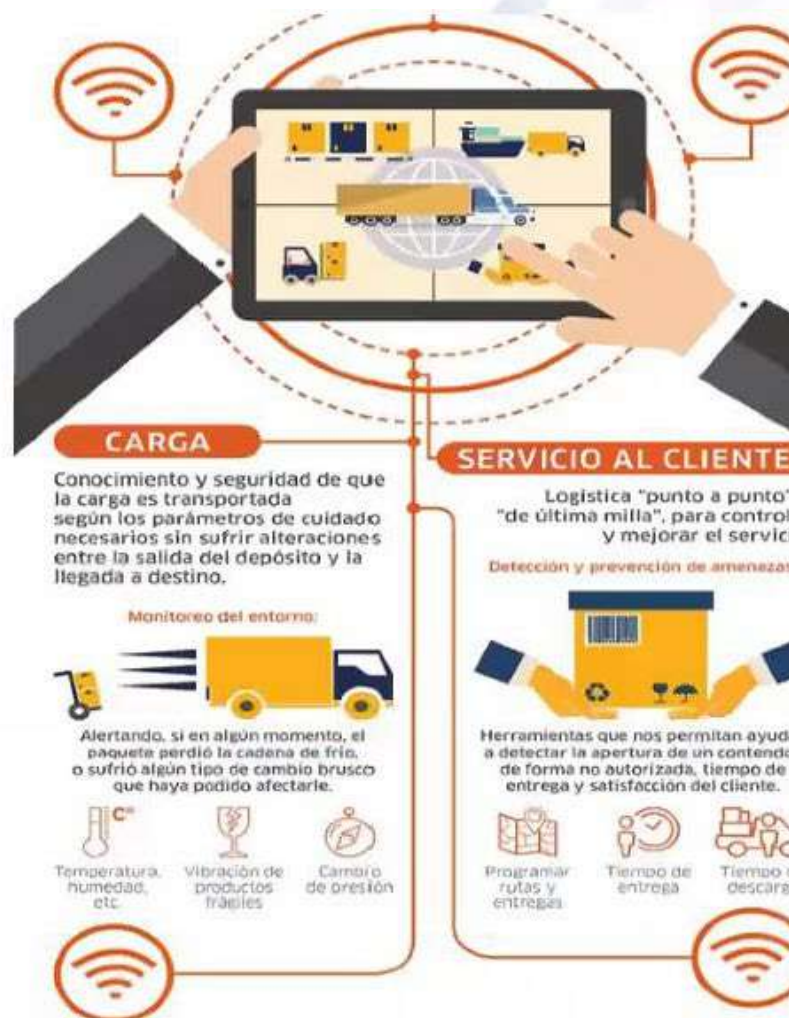 CARGA
Conocimiento y seguridad de que
la carga es transportada
según los parámetros de cuidado
necesarios sin sufrir alteraciones
entre la salida del depósito y la
llegada a destino.
Monitoreo del entorno:
Alertando, si en algún momento, el
paquete perdió la cadena de frío,
o sufrió algún tipo de cambio brusco
que haya podido afectarle.
C°
Temperatura,
humedad,
etc.
Vibración de
productos
frágiles
Cambio
de presión
SERVICIO AL CLIENTE
Logística "punto a punto"
"de última milla", para control
y mejorar el servici
Detección y prevención de amenazas
Herramientas que nos permitan ayud
a detectar la apertura de un contendo
de forma no autorizada, tiempo de
entrega y satisfacción del cliente.
Programar
rutas y
entregas
Tiempo de
entrega
Tiempo
descarg